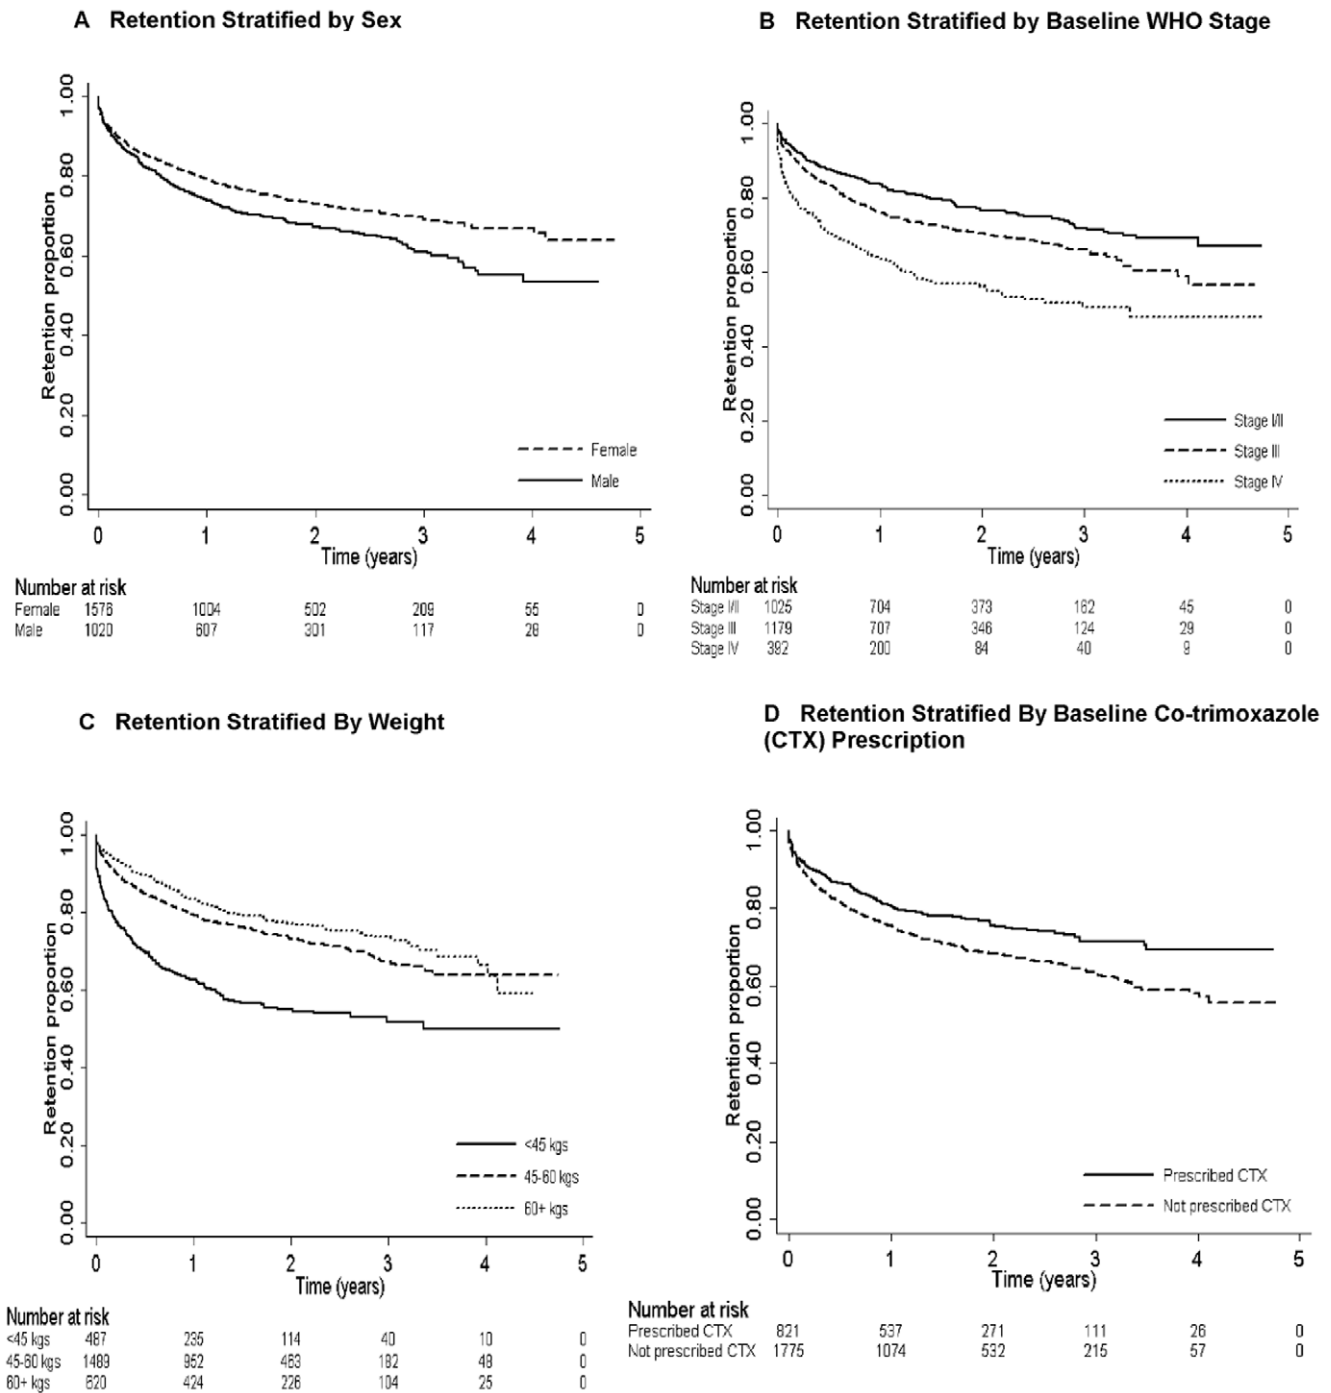 A Retention Stratified by Sex
Retention proportion
1.00
0.80
0.60
0.40
0.20
0.00
Female
Male
0 1 2 3 4 5
Time (years)
Number at risk
Female 1576 1004 502 209 55 0
Male 1020 607 301 117 28 0
B Retention Stratified by Baseline WHO Stage
Retention proportion
1.00
0.80
0.60
0.40
0.20
0.00
Stage I/II
Stage III
Stage IV
0 1 2 3 4 5
Time (years)
Number at risk
Stage I/II 1025 704 373 162 45 0
Stage III 1179 707 346 124 29 0
Stage IV 392 200 84 40 9 0
C Retention Stratified By Weight
Retention proportion
1.00
0.80
0.60
0.40
0.20
0.00
<45 kgs
45-60 kgs
60+ kgs
0 1 2 3 4 5
Time (years)
Number at risk
<45 kgs 487 235 114 40 10 0
45-60 kgs 1489 952 463 182 48 0
60+ kgs 620 424 226 104 25 0
D Retention Stratified By Baseline Co-trimoxazole
(CTX) Prescription
Retention proportion
1.00
0.80
0.60
0.40
0.20
0.00
Prescribed CTX
Not prescribed CTX
0 1 2 3 4 5
Time (years)
Number at risk
Prescribed CTX 821 537 271 111 26 0
Not prescribed CTX 1775 1074 532 215 57 0